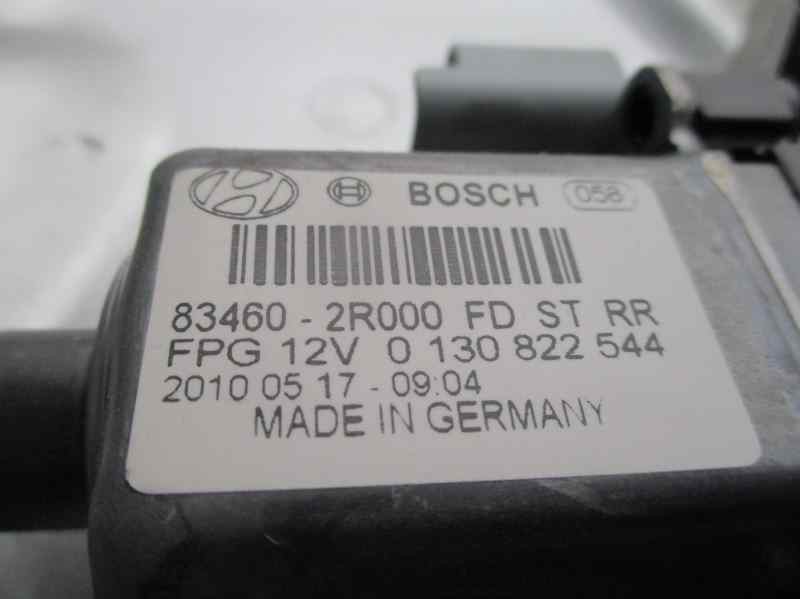 BOSCH 058
83460 - 2R000 FD ST RR
FPG 12V 0 130 822 544
2010 05 17 - 09:04
MADE IN GERMANY